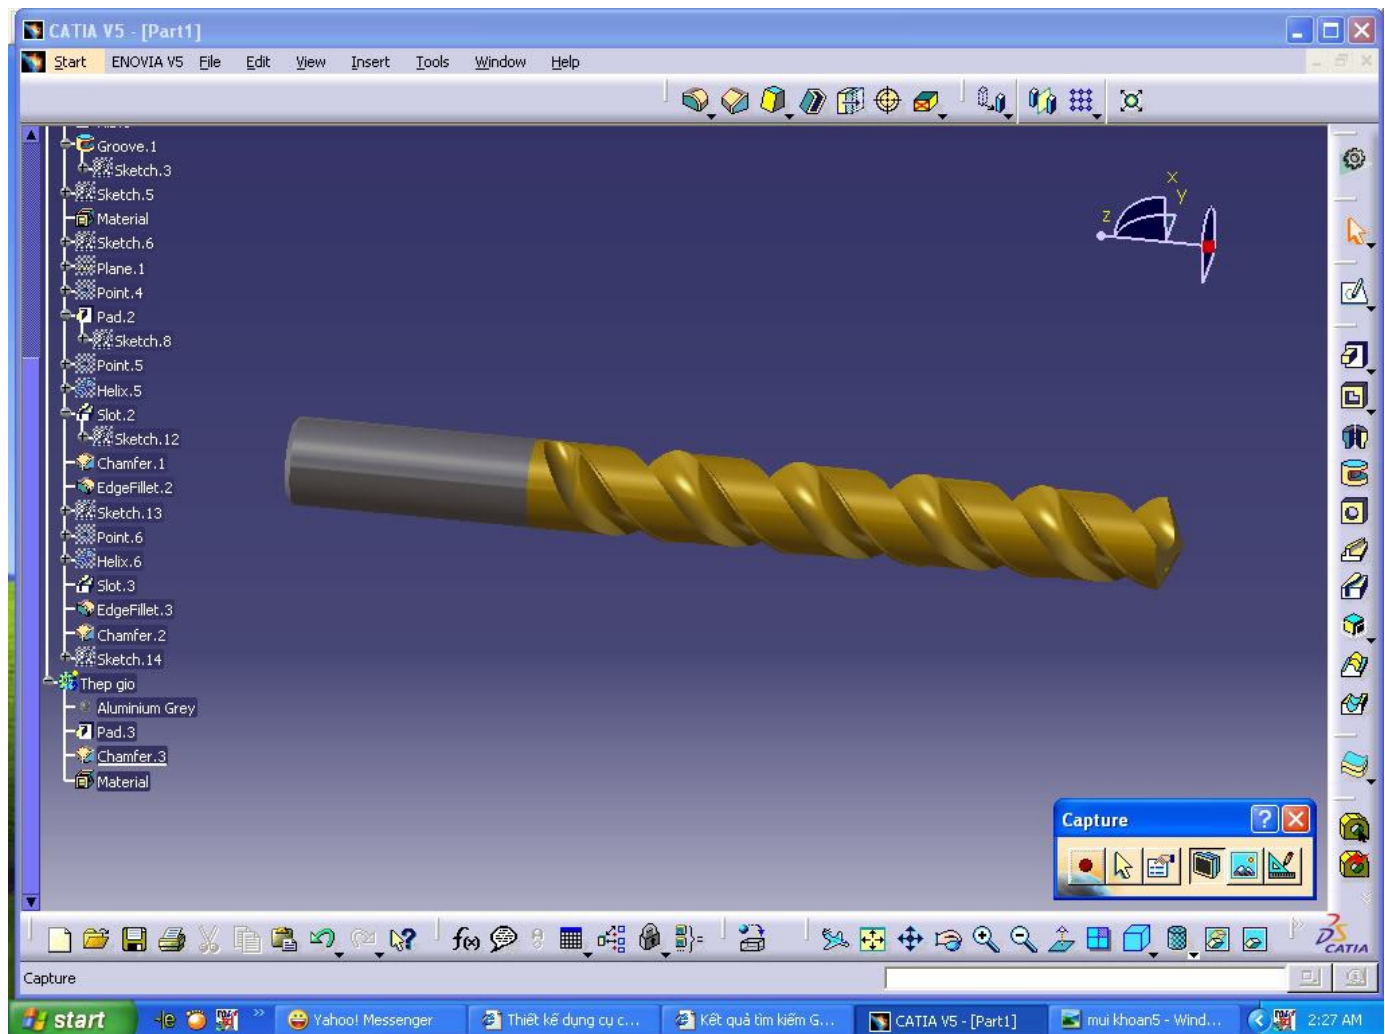 CATIA V5 - [Part1]
Start ENOVIA V5 File Edit View Insert Tools Window Help
Groove.1
Sketch.3
Sketch.5
Material
Sketch.6
Plane.1
Point.4
Pad.2
Sketch.8
Point.5
Helix.5
Slot.2
Sketch.12
Chamfer.1
EdgeFillet.2
Sketch.13
Point.6
Helix.6
Slot.3
EdgeFillet.3
Chamfer.2
Sketch.14
Thep gio
Aluminium Grey
Pad.3
Chamfer.3
Material
x
y
z
Capture
f(x)
CATIA
Capture
start
Yahoo! Messenger
Thiết kế dụng cụ c...
Kết quả tìm kiếm G...
CATIA V5 - [Part1]
mui khoan5 - Wind...
2:27 AM